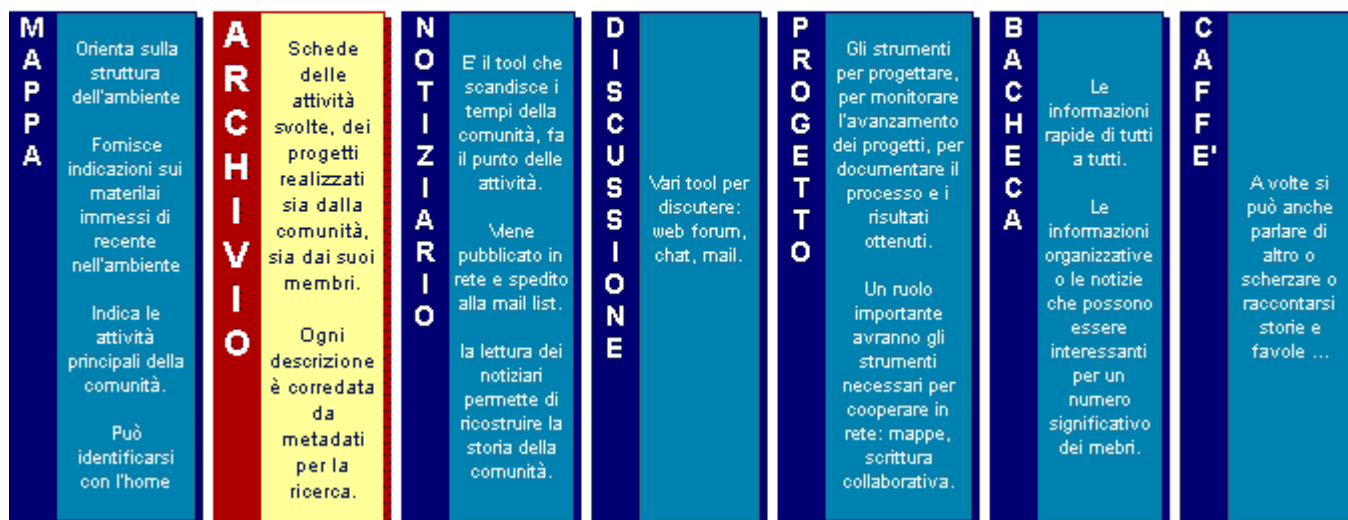 MAPPA
Orienta sulla
struttura
dell'ambiente
Fornisce
indicazioni sui
materilai
immessi di
recente
nell'ambiente
Indica le
attività
principali della
comunità.
Può
identificarsi
con l'home
ARCHIVIO
Schede
delle
attività
svolte, dei
progetti
realizzati
sia dalla
comunità,
sia dai suoi
membri.
Ogni
descrizione
è corredata
da
metadati
per la
ricerca.
NOTIZIARIO
E' il tool che
scandisce i
tempi della
comunità, fa
il punto delle
attività.
Viene
pubblicato in
rete e spedito
alla mail list.
la lettura dei
notiziari
permette di
ricostruire la
storia della
comunità.
DISCUSSIONE
Vari tool per
discutere:
web forum,
chat, mail.
PROGETTO
Gli strumenti
per progettare,
per monitorare
l'avanzamento
dei progetti, per
documentare il
processo e i
risultati
ottenuti.
Un ruolo
importante
avranno gli
strumenti
necessari per
cooperare in
rete: mappe,
scrittura
collaborativa.
BACHECA
Le
informazioni
rapide di tutti
a tutti.
Le
informazioni
organizzative
o le notizie
che possono
essere
interessanti
per un
numero
significativo
dei mebri.
CAFFE'
A volte si
può anche
parlare di
altro o
scherzare o
raccontarsi
storie e
favole ...